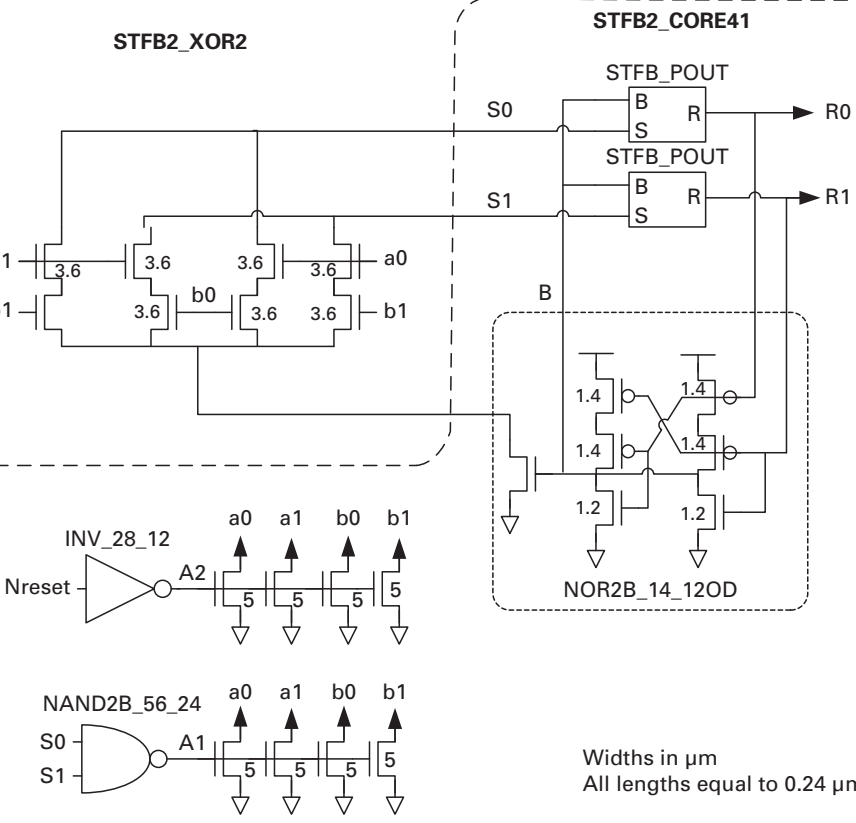 STFB2_CORE41
STFB2_XOR2
STFB_POUT
B
S0
R
R0
S
STFB_POUT
B
S1
R
R1
S
1
3.6
3.6
3.6
3.6
a0
1
3.6
b0
3.6
3.6
b1
B
1.4
1.4
1.4
1.4
1.2
1.2
NOR2B_14_12OD
a0 a1 b0 b1
INV_28_12
Nreset
A2
5 5 5 5
a0 a1 b0 b1
NAND2B_56_24
S0
A1
S1
5 5 5 5
Widths in µm
All lengths equal to 0.24 µm